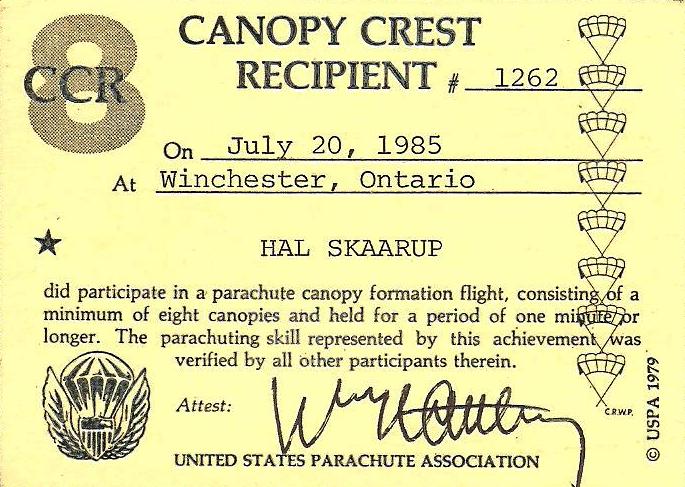 8
CCR
CANOPY CREST
RECIPIENT # 1262
On July 20, 1985
At Winchester, Ontario
HAL SKAARUP
did participate in a parachute canopy formation flight, consisting of a
minimum of eight canopies and held for a period of one minute or
longer. The parachuting skill represented by this achievement was
verified by all other participants therein.
Attest:
UNITED STATES PARACHUTE ASSOCIATION
C.R.W.P.
© USPA 1979